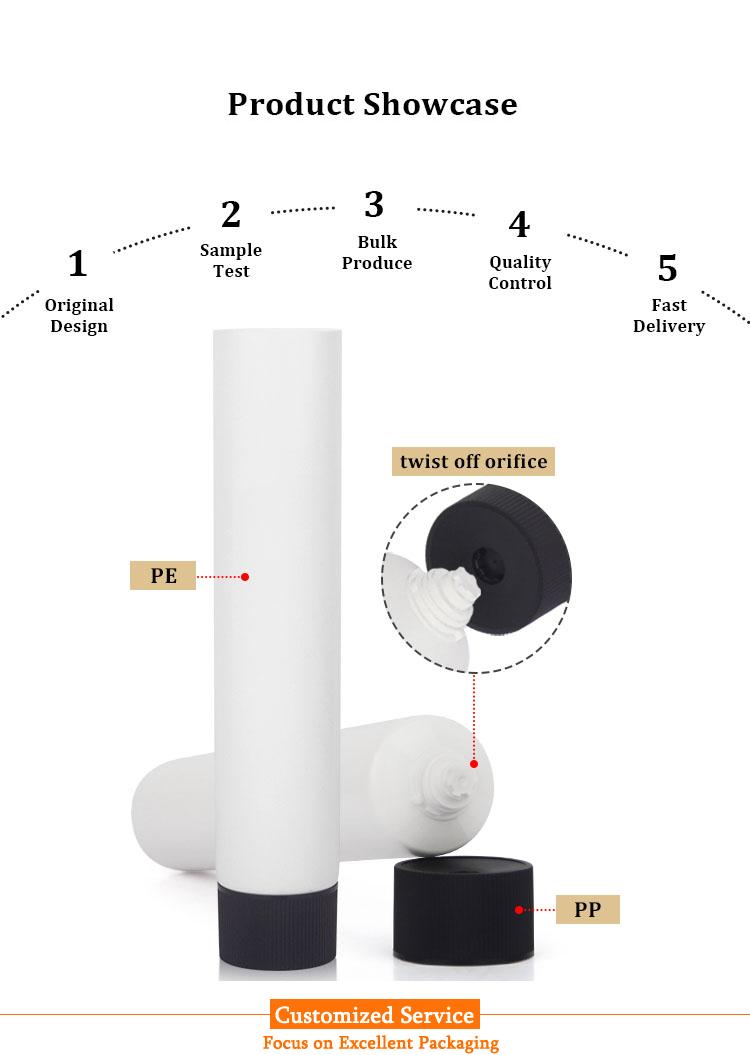 Product Showcase
1
Original
Design
2
Sample
Test
3
Bulk
Produce
4
Quality
Control
5
Fast
Delivery
twist off orifice
PE
PP
Customized Service
Focus on Excellent Packaging